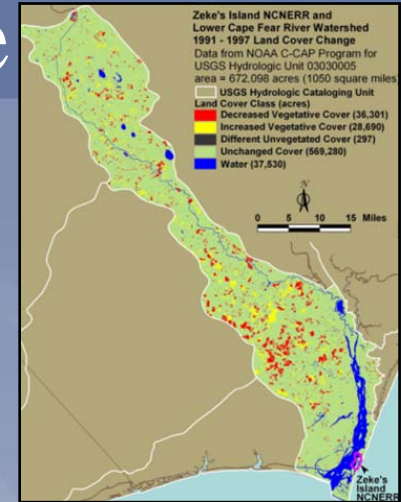 e
Zeke's Island NCNERR and
Lower Cape Fear River Watershed
1991 - 1997 Land Cover Change
Data from NOAA C-CAP Program for
USGS Hydrologic Unit 03030005
area = 672,098 acres (1050 square miles)
USGS Hydrologic Cataloging Unit
Land Cover Class (acres)
Decreased Vegetative Cover (36,301)
Increased Vegetative Cover (28,690)
Different Unvegetated Cover (297)
Unchanged Cover (569,280)
Water (37,530)
N
0 5 10 15 Miles
Zeke's
Island
NCNERR